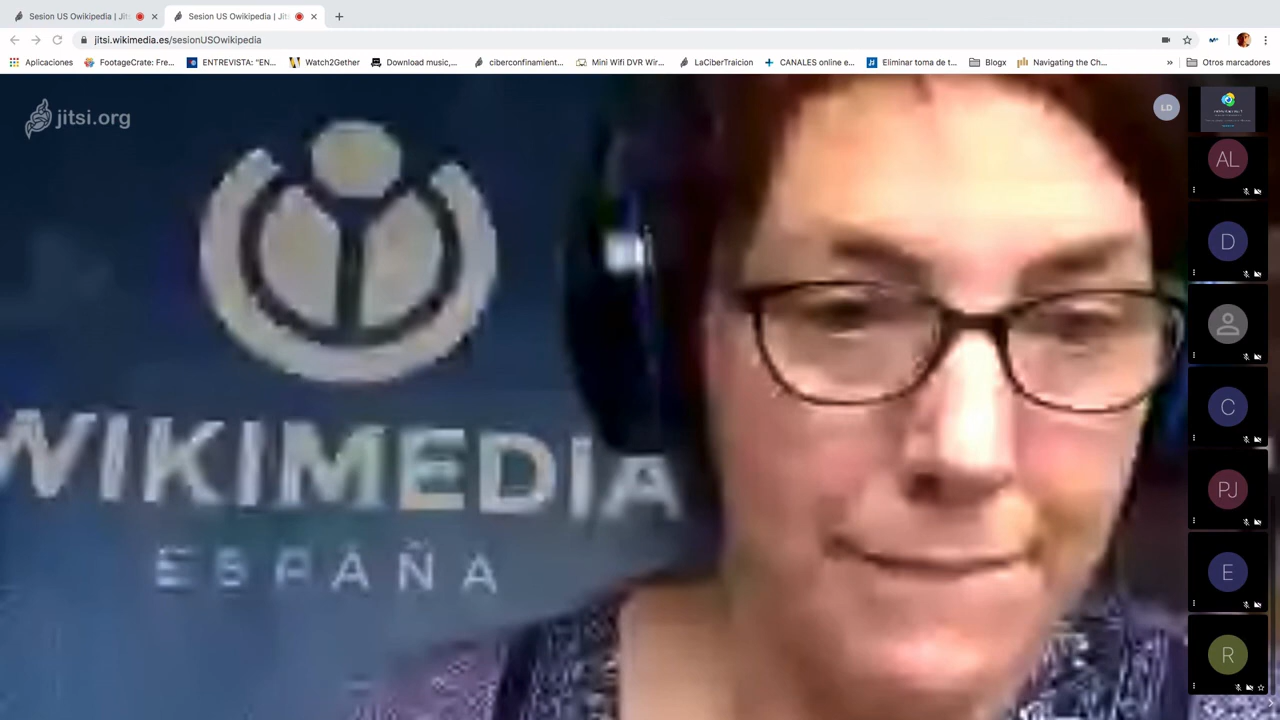 Sesion US Owikipedia | Jit
Sesion US Owikipedia | Jit
jitsi.wikimedia.es/sesionUSOwikipedia
Aplicaciones
FootageCrate: Fre...
ENTREVISTA: "EN...
Watch2Gether
Download music,...
ciberconfinamient...
Mini Wifi DVR Wir...
LaCiberTraicion
CANALES online e...
Eliminar toma de t...
Blogx
Navigating the Ch...
»
Otros marcadores
jitsi.org
LD
AL
D
C
PJ
E
R
WIKIMEDIA
ESPAÑA